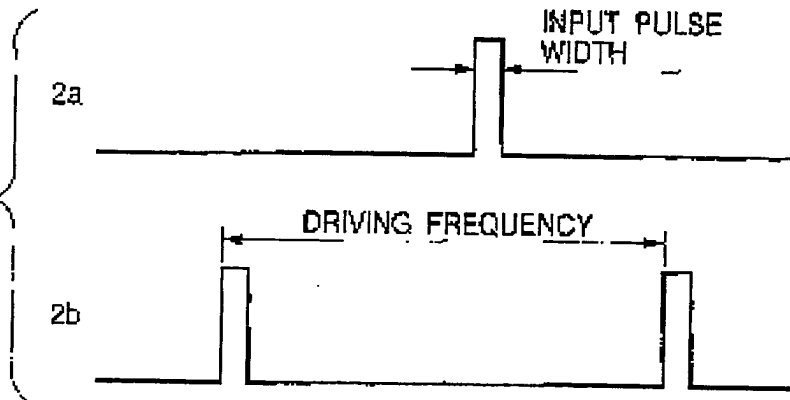 INPUT PULSE
WIDTH
2a
DRIVING FREQUENCY
2b